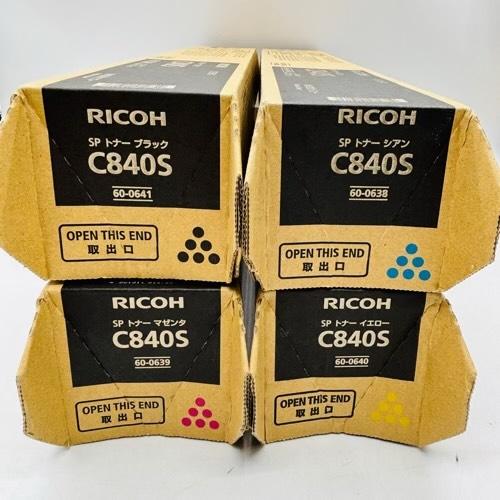 RICOH
SP トナー ブラック
C840S
60-0641
OPEN THIS END
取出口
RICOH
SP トナー シアン
C840S
60-0638
OPEN THIS END
取出口
RICOH
SP トナー マゼンタ
C840S
60-0639
OPEN THIS END
取出口
RICOH
SP トナー イエロー
C840S
60-0640
OPEN THIS END
取出口